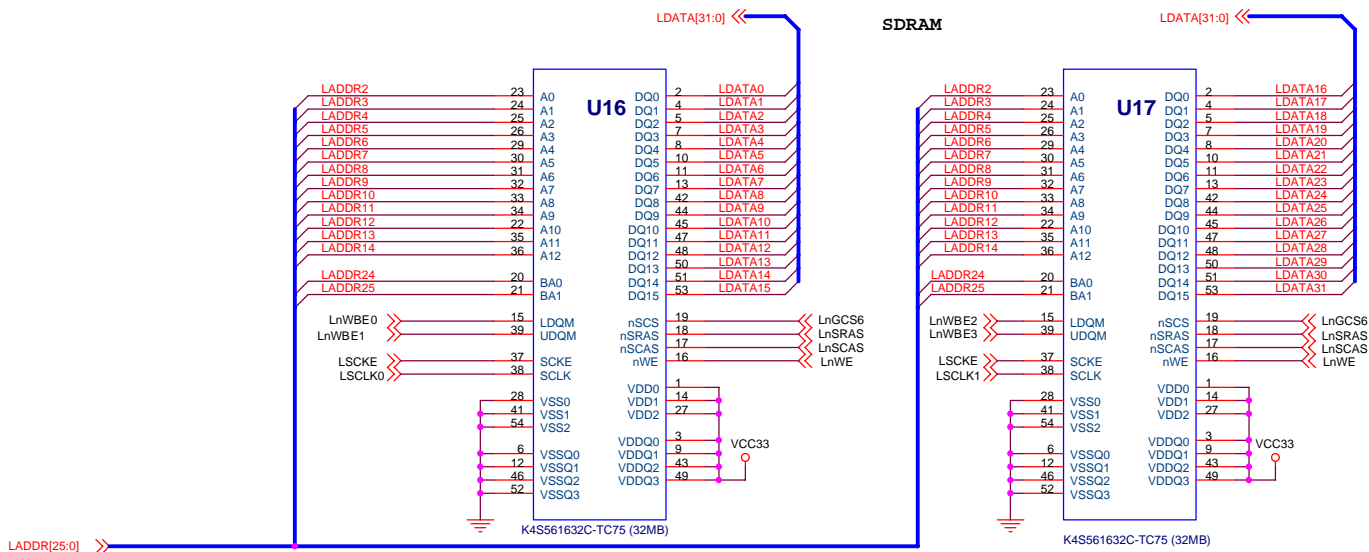 LDATA[31:0]
SDRAM
LDATA[31:0]
U16
LADDR2 23 A0 DQ0 2 LDATA0
LADDR3 24 A1 DQ1 4 LDATA1
LADDR4 25 A2 DQ2 5 LDATA2
LADDR5 26 A3 DQ3 7 LDATA3
LADDR6 29 A4 DQ4 8 LDATA4
LADDR7 30 A5 DQ5 10 LDATA5
LADDR8 31 A6 DQ6 11 LDATA6
LADDR9 32 A7 DQ7 13 LDATA7
LADDR10 33 A8 DQ8 42 LDATA8
LADDR11 34 A9 DQ9 44 LDATA9
LADDR12 22 A10 DQ10 45 LDATA10
LADDR13 35 A11 DQ11 47 LDATA11
LADDR14 36 A12 DQ12 48 LDATA12
DQ13 50 LDATA13
LADDR24 20 BA0 DQ14 51 LDATA14
LADDR25 21 BA1 DQ15 53 LDATA15
LnWBE0 15 LDQM nSCS 19 LnGCS6
LnWBE1 39 UDQM nSRAS 18 LnSRAS
nSCAS 17 LnSCAS
LSCKE 37 SCKE nWE 16 LnWE
LSCLK0 38 SCLK
VDD0 1
28 VSS0 VDD1 14
41 VSS1 VDD2 27
54 VSS2
VDDQ0 3 VCC33
6 VSSQ0 VDDQ1 9
12 VSSQ1 VDDQ2 43
46 VSSQ2 VDDQ3 49
52 VSSQ3
K4S561632C-TC75 (32MB)
U17
LADDR2 23 A0 DQ0 2 LDATA16
LADDR3 24 A1 DQ1 4 LDATA17
LADDR4 25 A2 DQ2 5 LDATA18
LADDR5 26 A3 DQ3 7 LDATA19
LADDR6 29 A4 DQ4 8 LDATA20
LADDR7 30 A5 DQ5 10 LDATA21
LADDR8 31 A6 DQ6 11 LDATA22
LADDR9 32 A7 DQ7 13 LDATA23
LADDR10 33 A8 DQ8 42 LDATA24
LADDR11 34 A9 DQ9 44 LDATA25
LADDR12 22 A10 DQ10 45 LDATA26
LADDR13 35 A11 DQ11 47 LDATA27
LADDR14 36 A12 DQ12 48 LDATA28
DQ13 50 LDATA29
LADDR24 20 BA0 DQ14 51 LDATA30
LADDR25 21 BA1 DQ15 53 LDATA31
LnWBE2 15 LDQM nSCS 19 LnGCS6
LnWBE3 39 UDQM nSRAS 18 LnSRAS
nSCAS 17 LnSCAS
LSCKE 37 SCKE nWE 16 LnWE
LSCLK1 38 SCLK
VDD0 1
28 VSS0 VDD1 14
41 VSS1 VDD2 27
54 VSS2
VDDQ0 3 VCC33
6 VSSQ0 VDDQ1 9
12 VSSQ1 VDDQ2 43
46 VSSQ2 VDDQ3 49
52 VSSQ3
K4S561632C-TC75 (32MB)
LADDR[25:0]